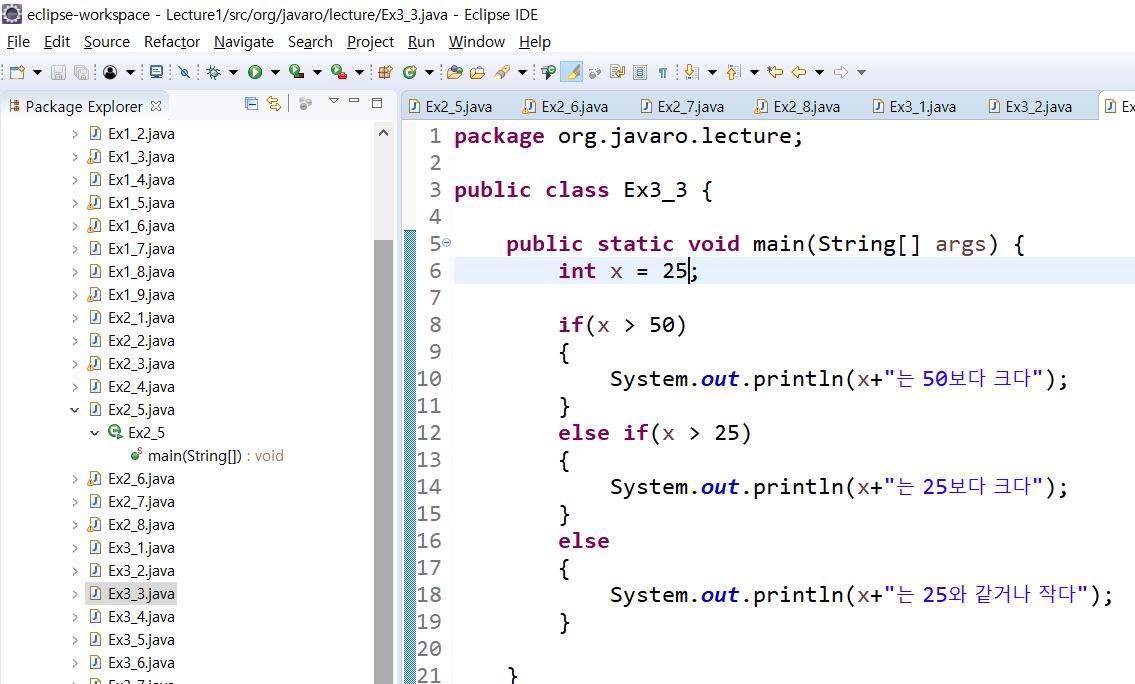 eclipse-workspace - Lecture1/src/org/javaro/lecture/Ex3_3.java - Eclipse IDE
File Edit Source Refactor Navigate Search Project Run Window Help
Package Explorer
Ex1_2.java
Ex1_3.java
Ex1_4.java
Ex1_5.java
Ex1_6.java
Ex1_7.java
Ex1_8.java
Ex1_9.java
Ex2_1.java
Ex2_2.java
Ex2_3.java
Ex2_4.java
Ex2_5.java
Ex2_5
main(String[]) : void
Ex2_6.java
Ex2_7.java
Ex2_8.java
Ex3_1.java
Ex3_2.java
Ex3_3.java
Ex3_4.java
Ex3_5.java
Ex3_6.java
Ex2_5.java Ex2_6.java Ex2_7.java Ex2_8.java Ex3_1.java Ex3_2.java Ex
1 package org.javaro.lecture;
2
3 public class Ex3_3 {
4
5 public static void main(String[] args) {
6 int x = 25;
7
8 if(x > 50)
9 {
10 System.out.println(x+"는 50보다 크다");
11 }
12 else if(x > 25)
13 {
14 System.out.println(x+"는 25보다 크다");
15 }
16 else
17 {
18 System.out.println(x+"는 25와 같거나 작다");
19 }
20
21 }